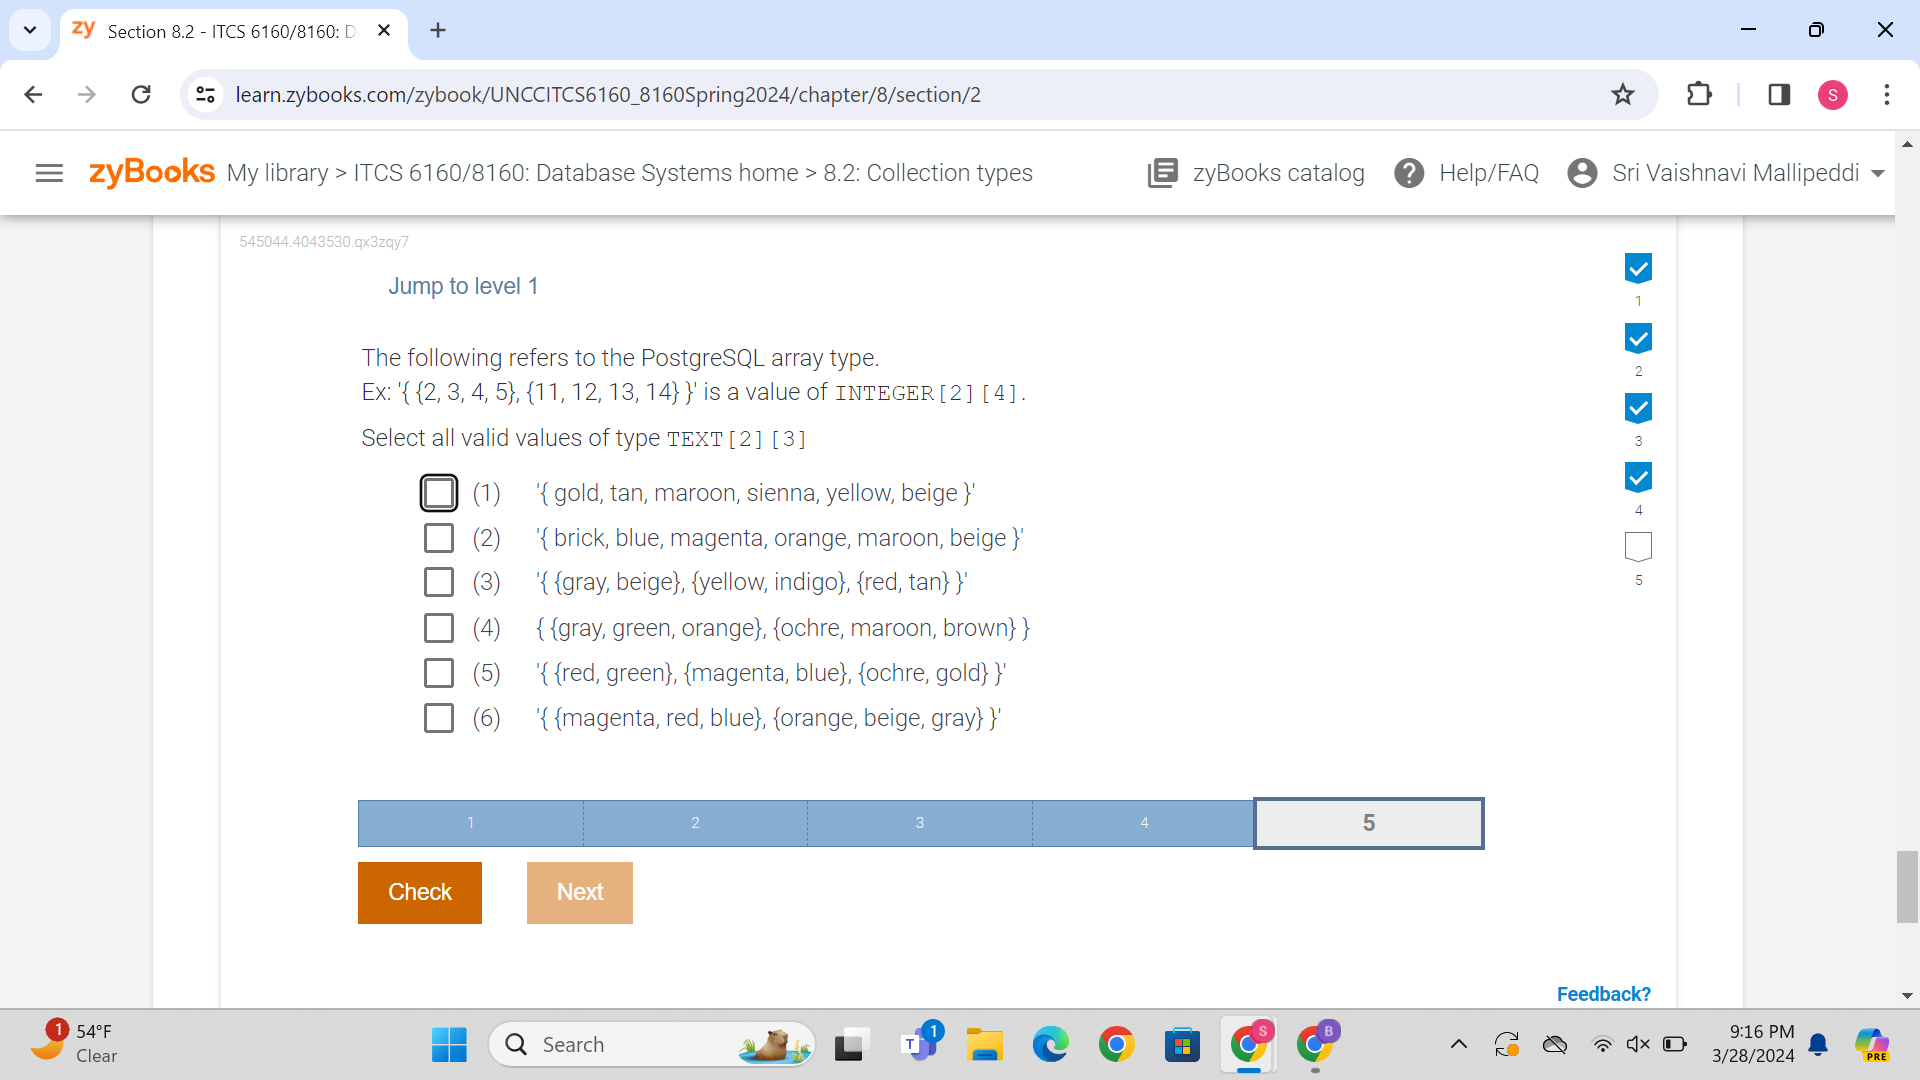 zy Section 8.2 - ITCS 6160/8160: D
learn.zybooks.com/zybook/UNCCITCS6160_8160Spring2024/chapter/8/section/2
S
zyBooks My library > ITCS 6160/8160: Database Systems home > 8.2: Collection types
zyBooks catalog
? Help/FAQ
Sri Vaishnavi Mallipeddi
545044.4043530.qx3zqy7
Jump to level 1
1
2
3
4
5
The following refers to the PostgreSQL array type.
Ex: '{ {2, 3, 4, 5}, {11, 12, 13, 14} }' is a value of INTEGER[2][4].
Select all valid values of type TEXT[2][3]
(1) '{ gold, tan, maroon, sienna, yellow, beige }'
(2) '{ brick, blue, magenta, orange, maroon, beige }'
(3) '{ {gray, beige}, {yellow, indigo}, {red, tan} }'
(4) { {gray, green, orange}, {ochre, maroon, brown} }
(5) '{ {red, green}, {magenta, blue}, {ochre, gold} }'
(6) '{ {magenta, red, blue}, {orange, beige, gray} }'
1 2 3 4 5
Check Next
Feedback?
1 54°F
Clear
Search
T 1
S
B
9:16 PM
3/28/2024
PRE